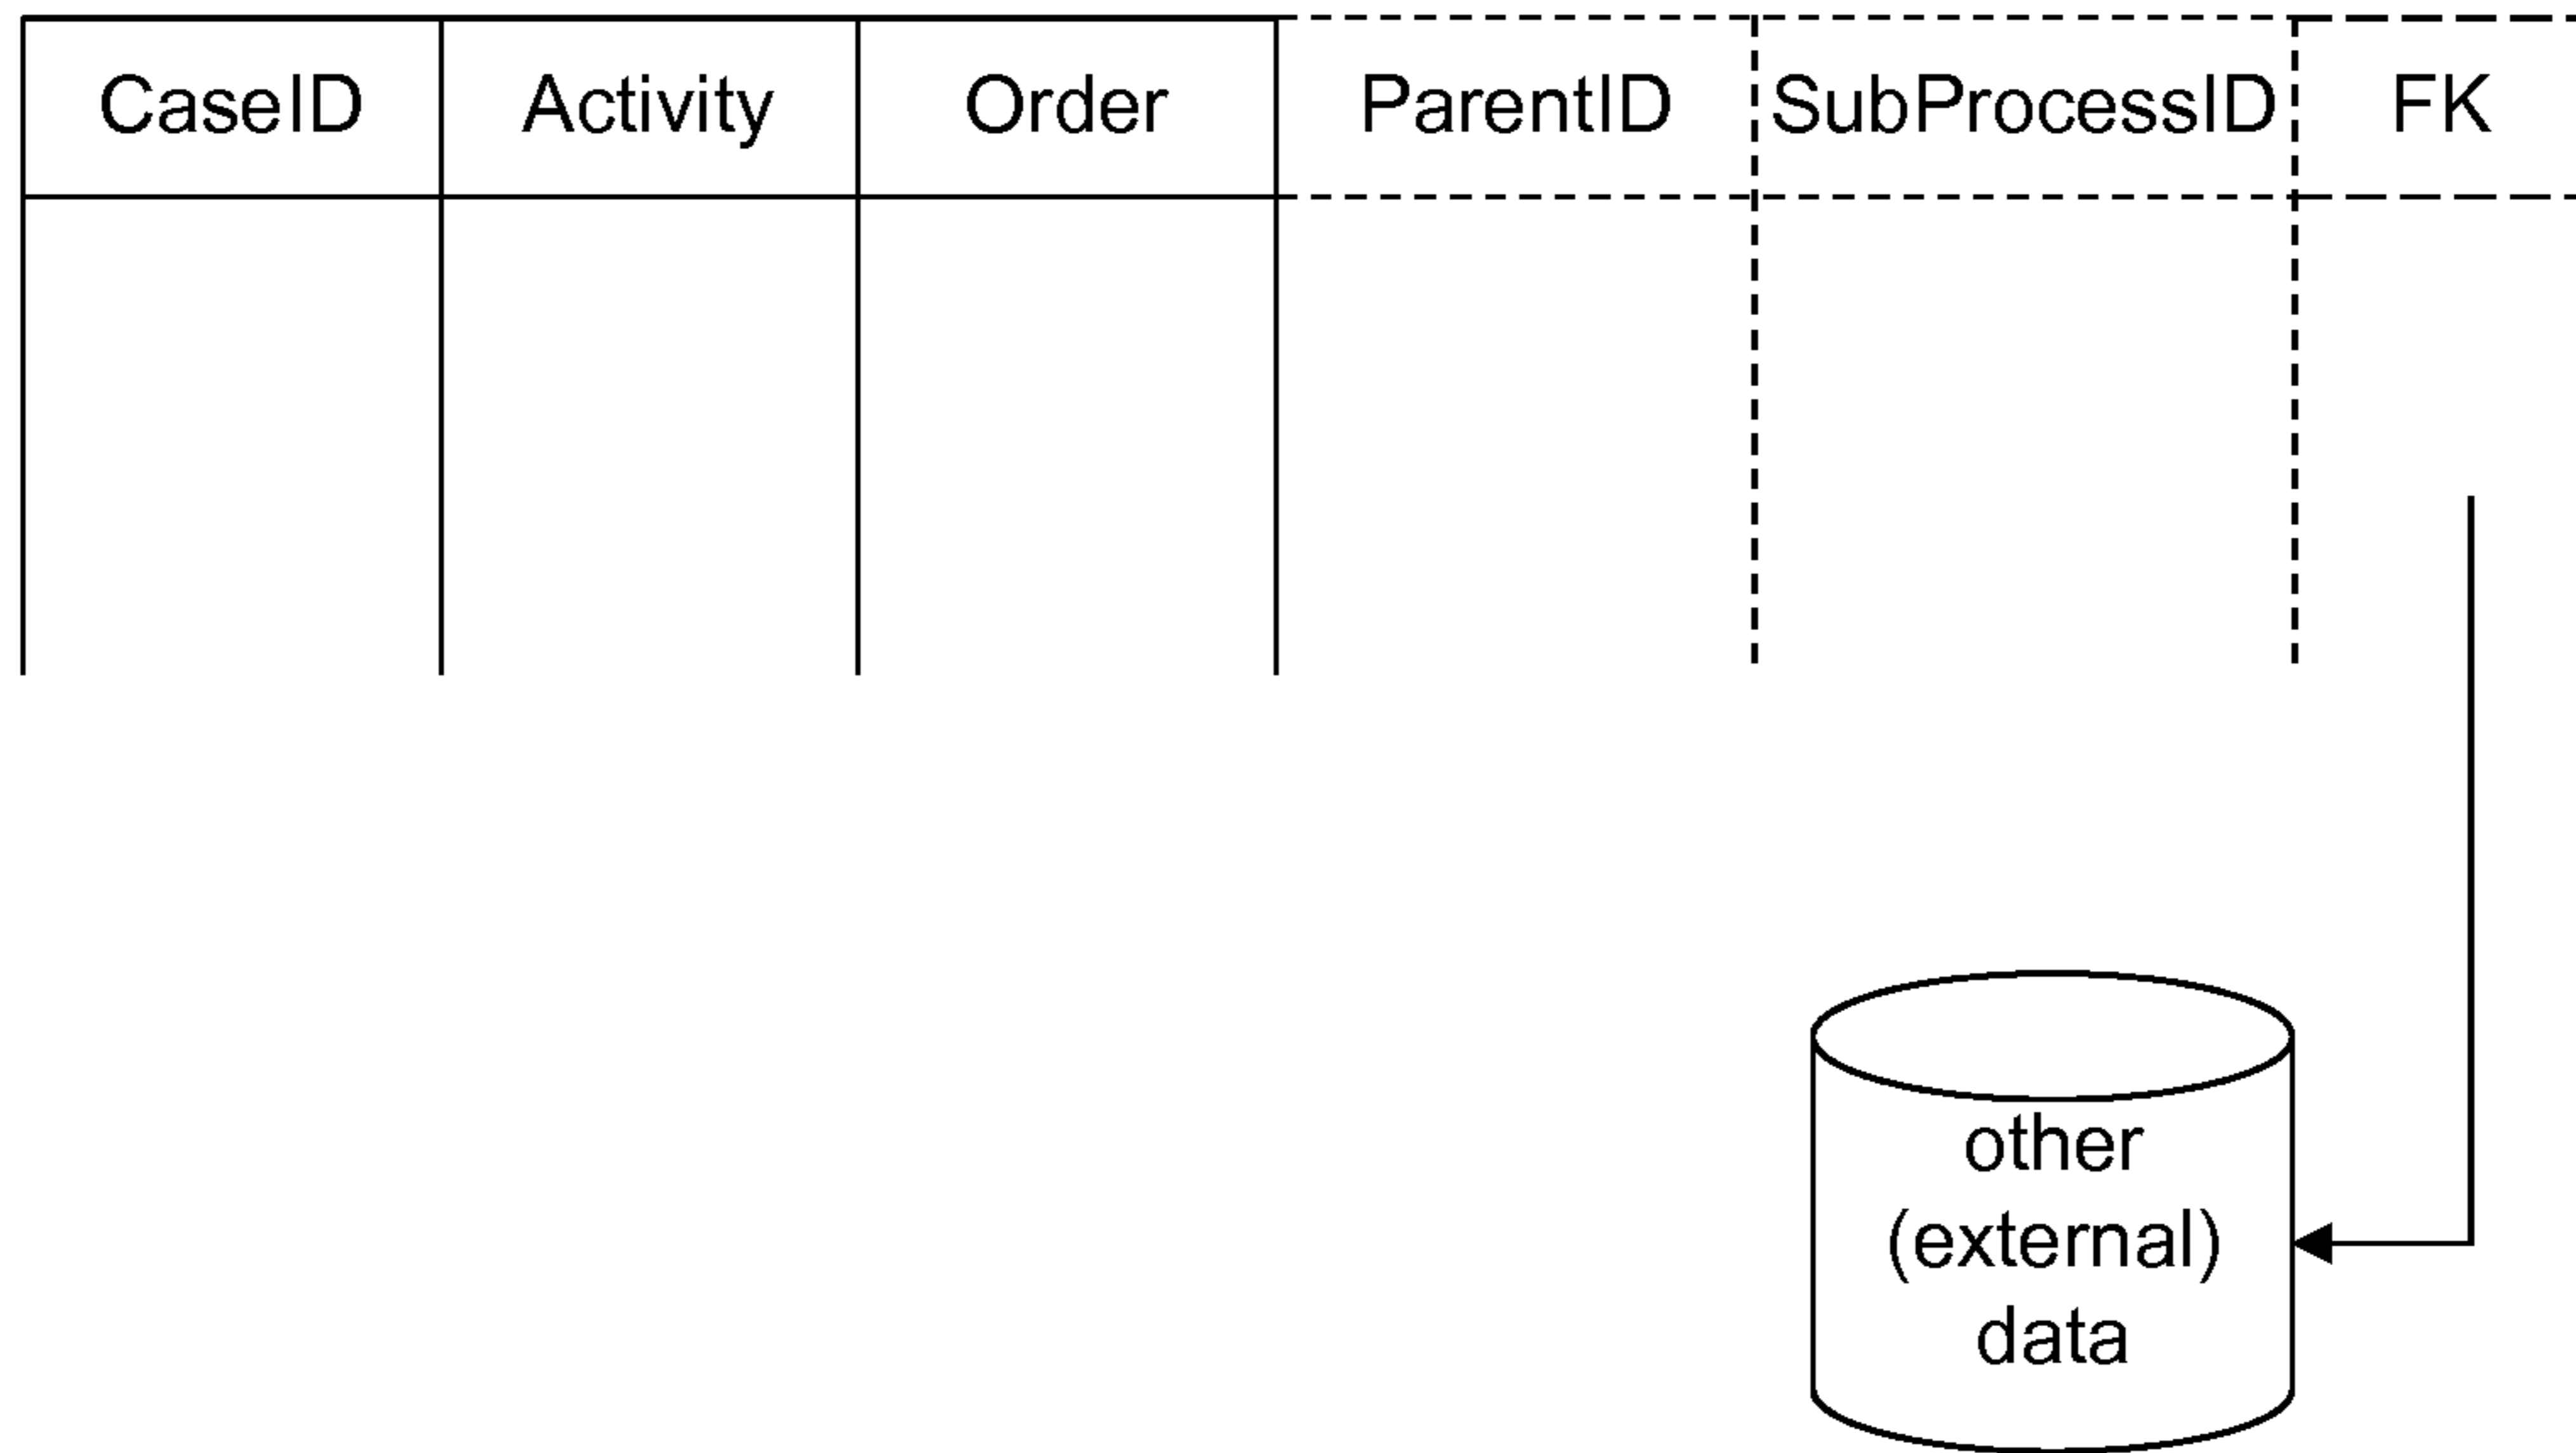 CaseID Activity Order ParentID SubProcessID FK
other
(external)
data